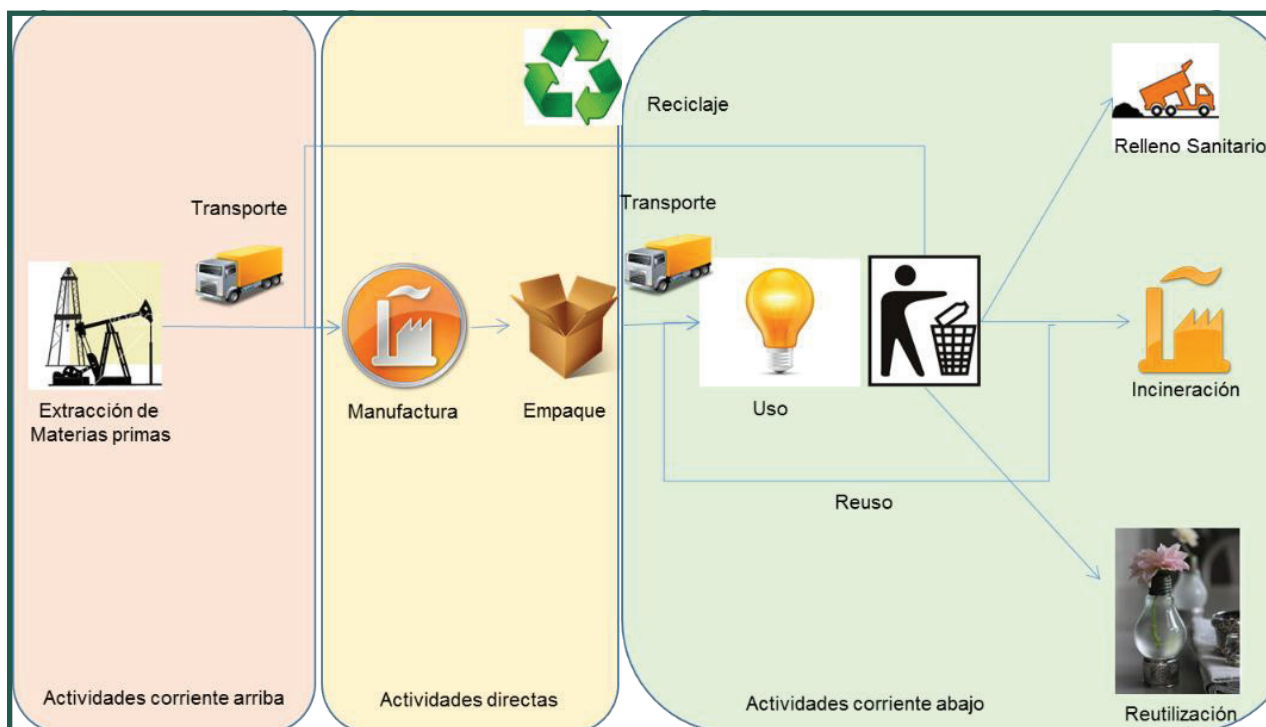 Reciclaje
Relleno Sanitario
Transporte
Transporte
Extracción de
Materias primas
Manufactura
Empaque
Uso
Incineración
Reuso
Actividades corriente arriba
Actividades directas
Actividades corriente abajo
Reutilización